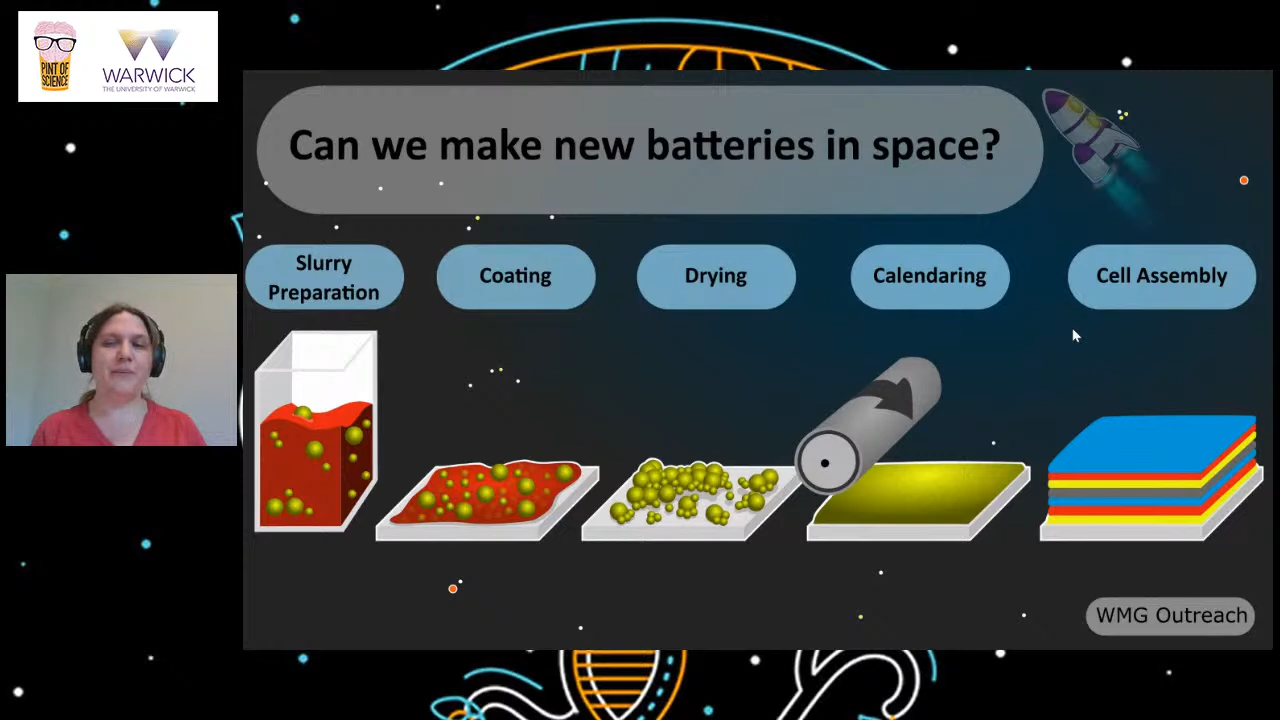 PINT OF
SCIENCE
WARWICK
THE UNIVERSITY OF WARWICK
Can we make new batteries in space?
Slurry
Preparation
Coating
Drying
Calendaring
Cell Assembly
WMG Outreach